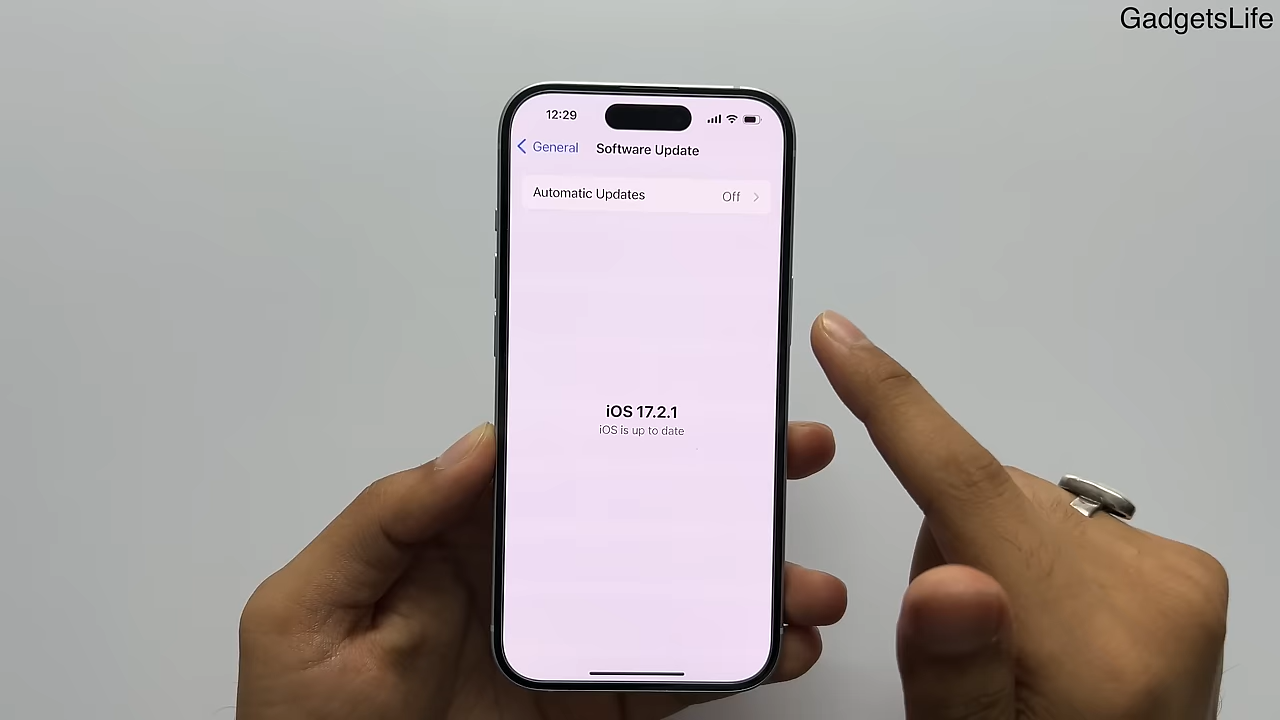 GadgetsLife
12:29
General Software Update
Automatic Updates Off
iOS 17.2.1
iOS is up to date